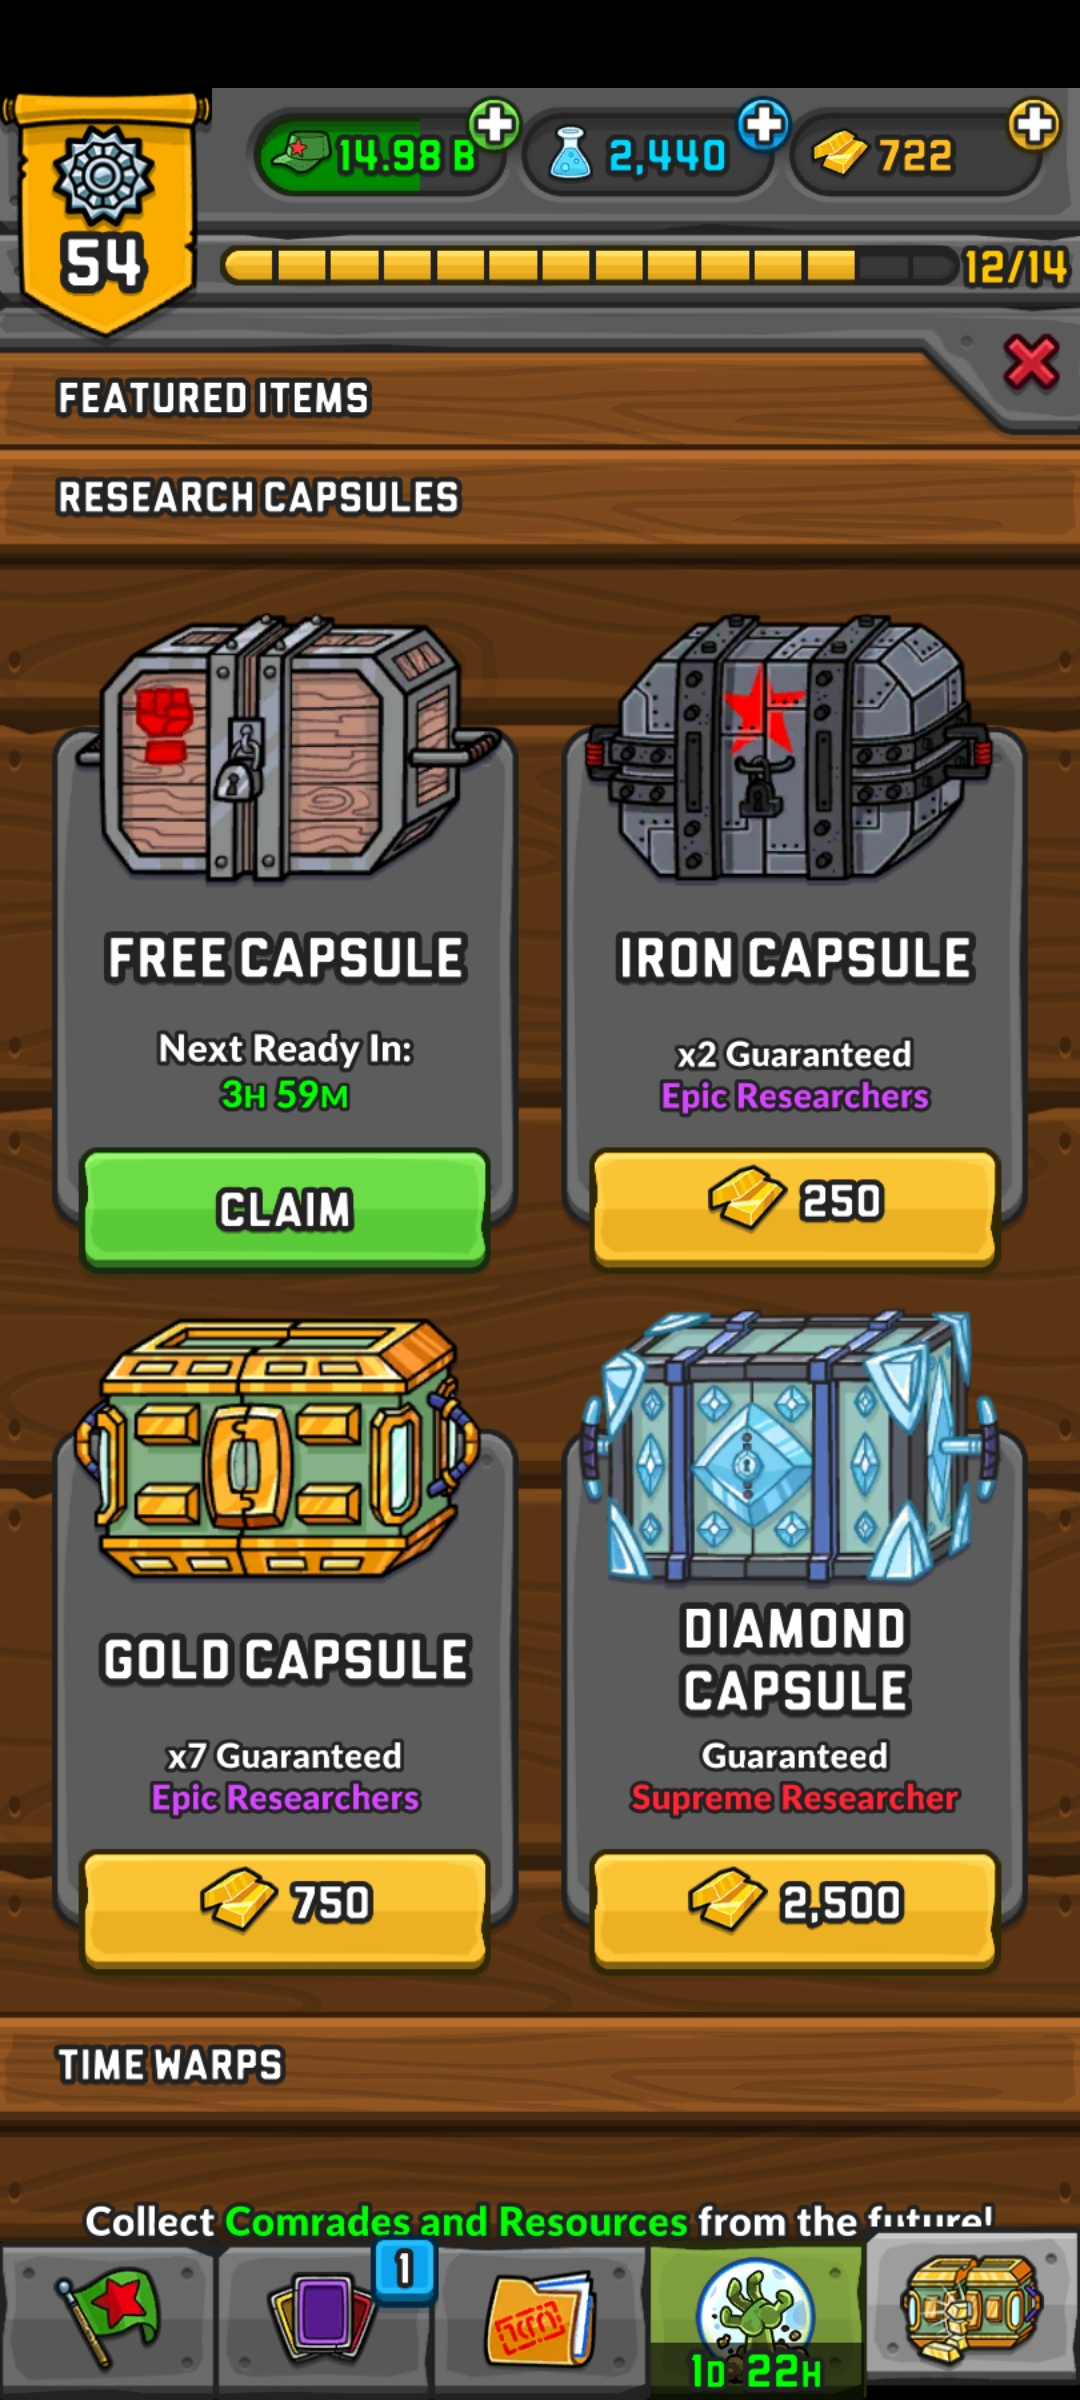 14.98 B
2,440
722
54
12/14
FEATURED ITEMS
RESEARCH CAPSULES
FREE CAPSULE
Next Ready In:
3H 59M
CLAIM
IRON CAPSULE
x2 Guaranteed
Epic Researchers
250
GOLD CAPSULE
x7 Guaranteed
Epic Researchers
750
DIAMOND
CAPSULE
Guaranteed
Supreme Researcher
2,500
TIME WARPS
Collect Comrades and Resources from the future!
1
1D 22H